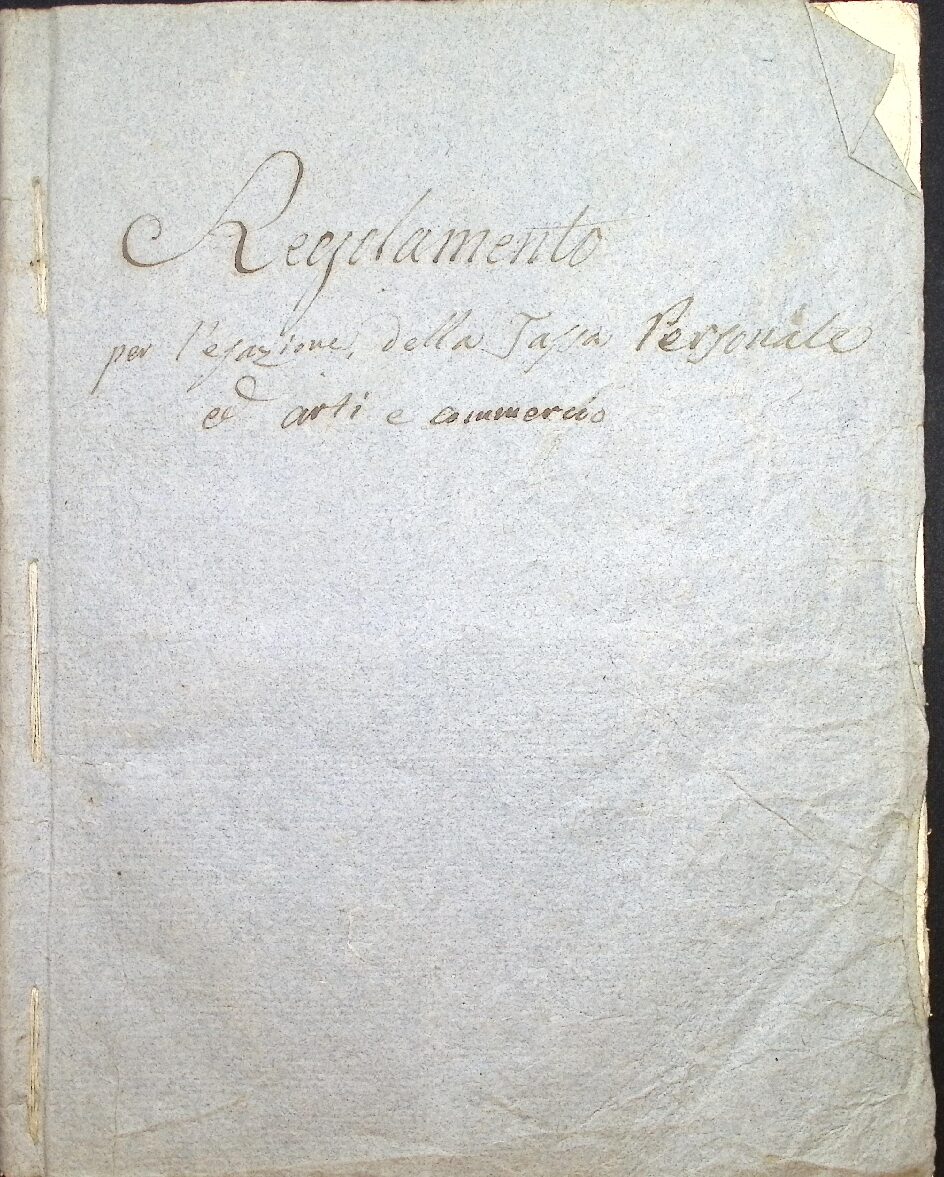 Regolamento
per l'esazione, della Tassa Personale
ed arti e commercio